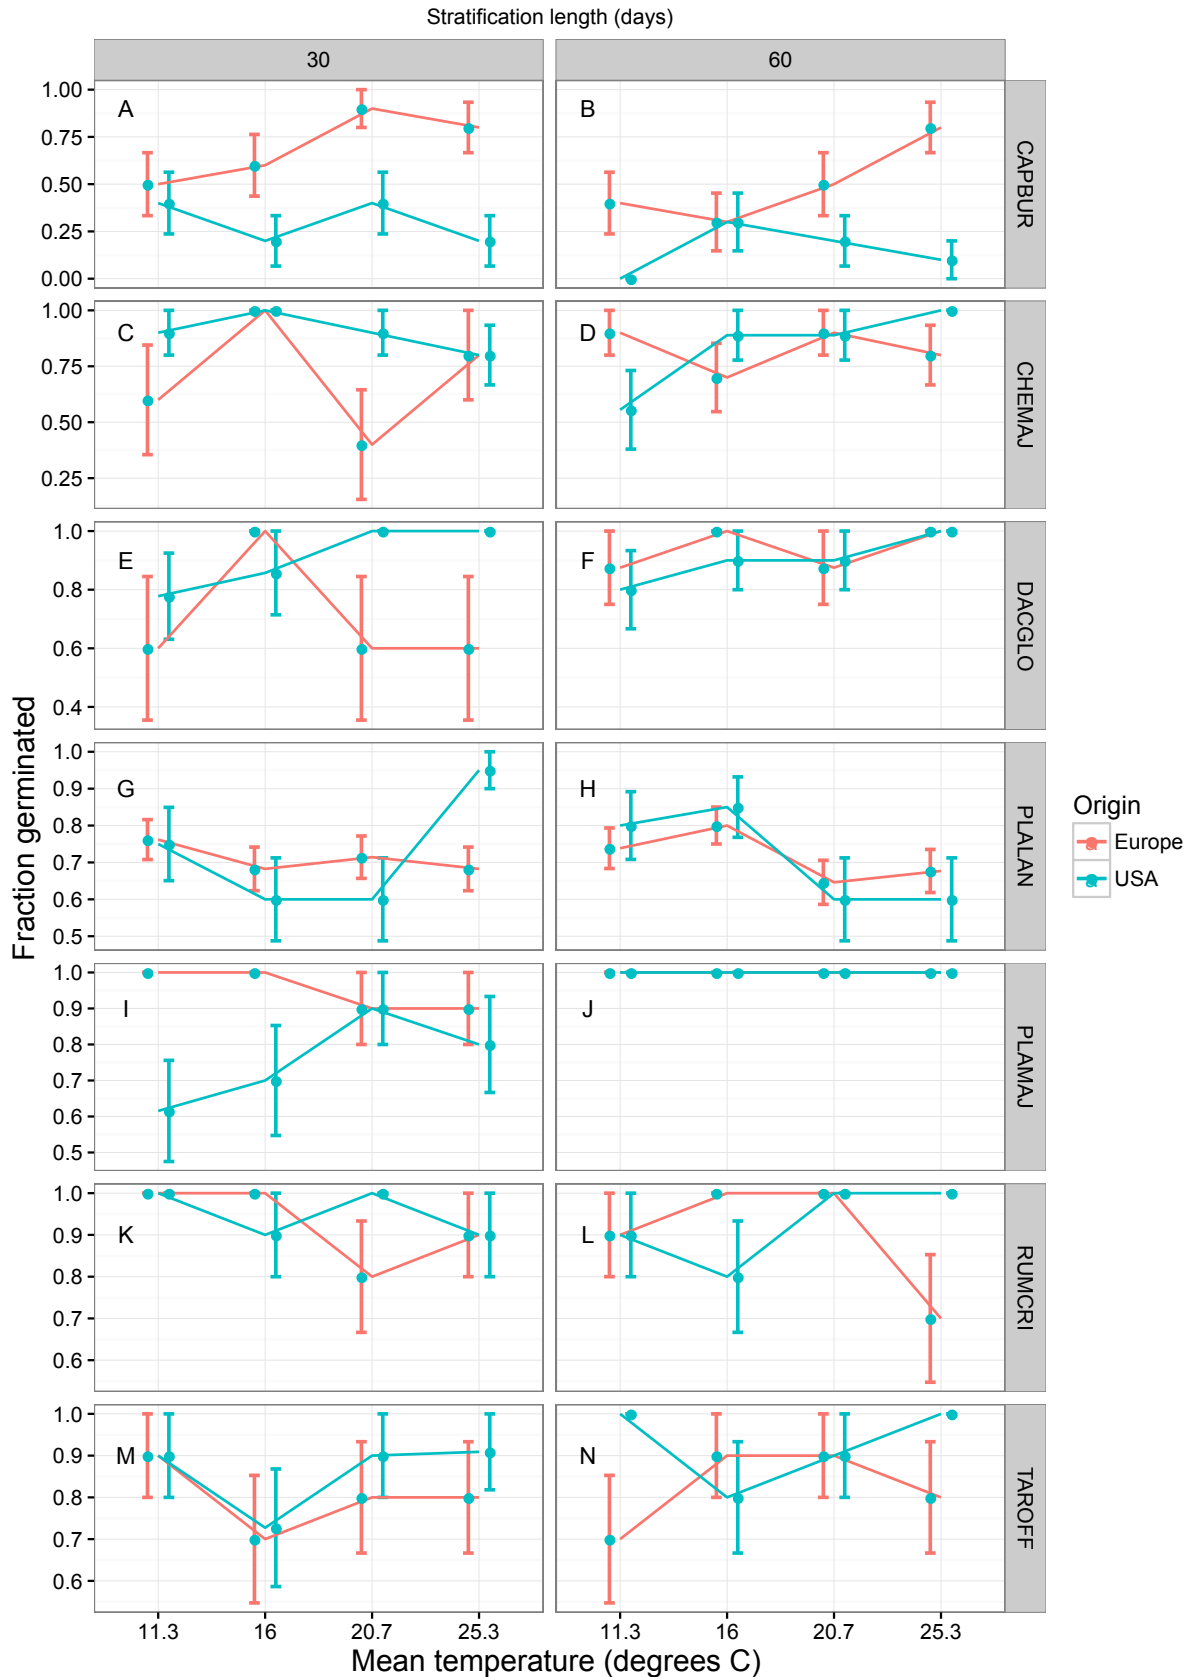 Stratification length (days)
30
60
A
B
1.00
0.75
0.50
0.25
0.00
CAPBUR
C
D
1.00
0.75
0.50
0.25
CHEMAJ
E
F
1.0
0.8
0.6
0.4
DACGLO
G
H
1.0
0.9
0.8
0.7
0.6
0.5
PLALAN
I
J
1.0
0.9
0.8
0.7
0.6
0.5
PLAMAJ
K
L
1.0
0.9
0.8
0.7
0.6
RUMCRI
M
N
1.0
0.9
0.8
0.7
0.6
TAROFF
Fraction germinated
11.3 16 20.7 25.3
11.3 16 20.7 25.3
Mean temperature (degrees C)
Origin
Europe
USA